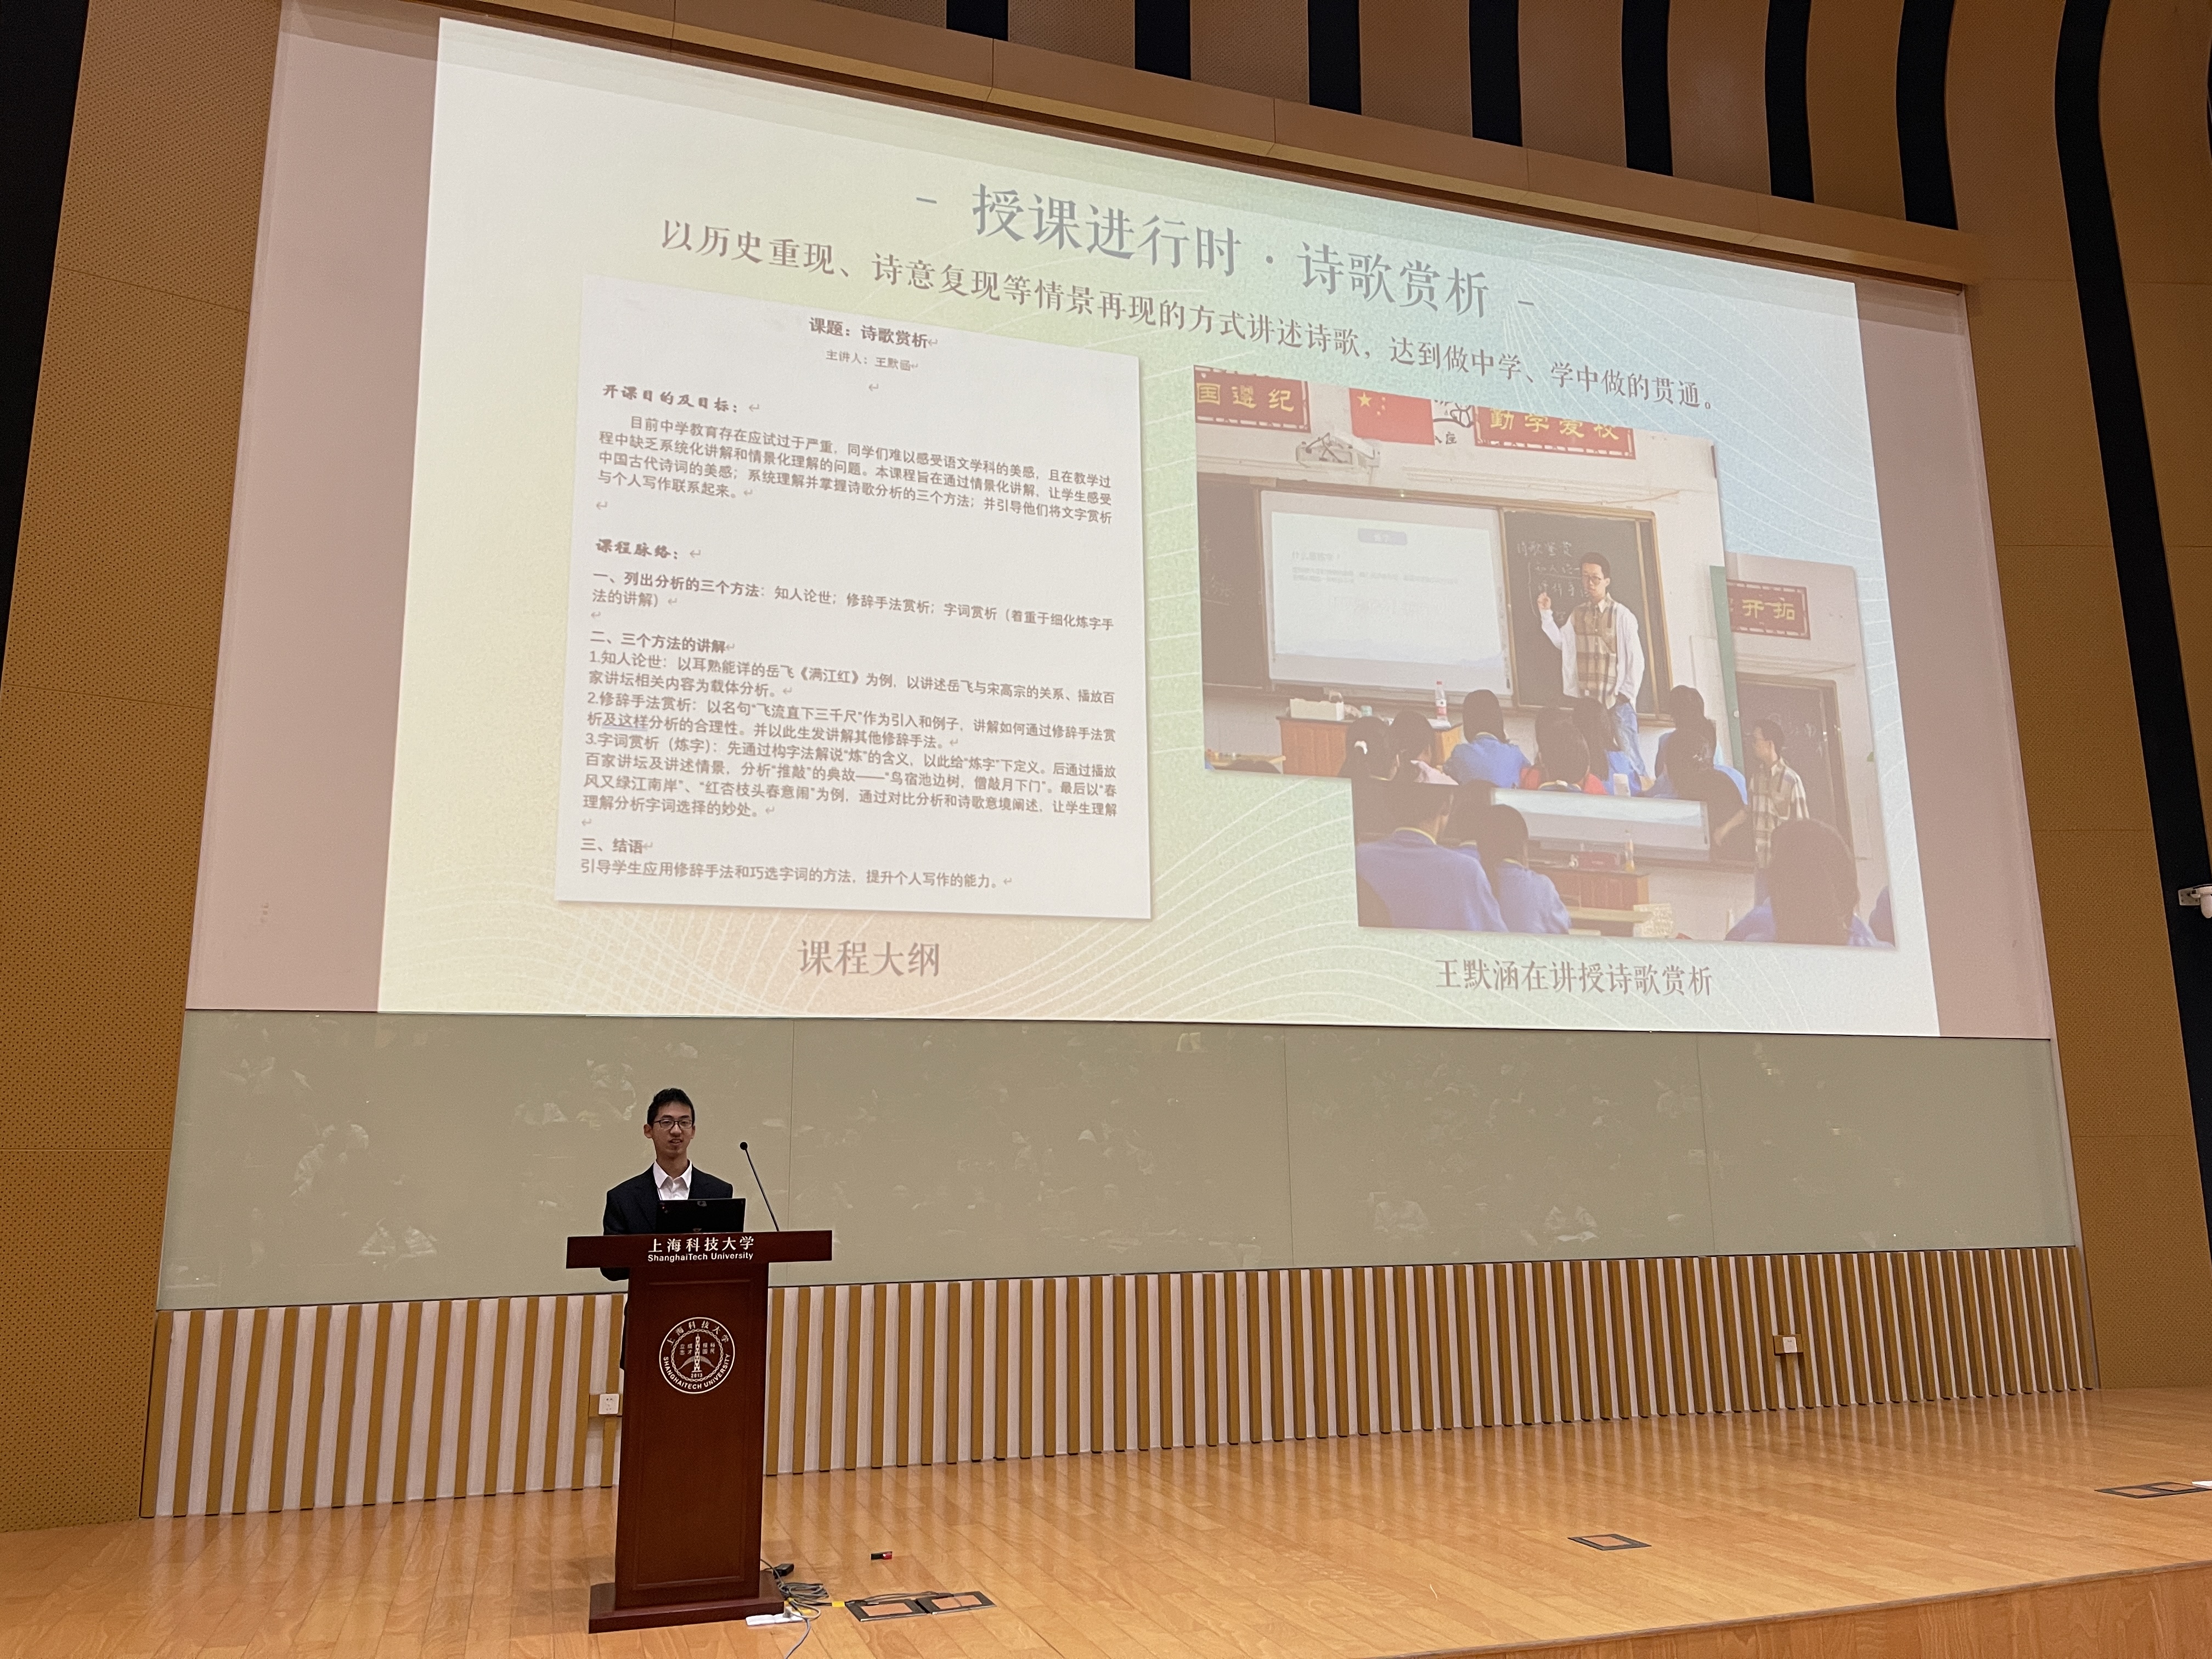 - 授课进行时 · 诗歌赏析 -
以历史重现、诗意复现等情景再现的方式讲述诗歌，达到做中学、学中做的贯通。
课题：诗歌赏析
主讲人：王默涵
开课目的及目标：
目前中学教育存在应试过于严重，同学们难以感受语文学科的美感，且在教学过
程中缺乏系统化讲解和情景化理解的问题。本课程旨在通过情景化讲解，让学生感受
中国古代诗词的美感；系统理解并掌握诗歌分析的三个方法；并引导他们将文字赏析
与个人写作联系起来。
课程脉络：
一、列出分析的三个方法：知人论世；修辞手法赏析；字词赏析（着重于细化炼字手
法的讲解）
二、三个方法的讲解
1.知人论世：以耳熟能详的岳飞《满江红》为例，以讲述岳飞与宋高宗的关系、播放百
家讲坛相关内容为载体分析。
2.修辞手法赏析：以名句“飞流直下三千尺”作为引入和例子，讲解如何通过修辞手法赏
析及这样分析的合理性。并以此生发讲解其他修辞手法。
3.字词赏析（炼字）：先通过构字法解说“炼”的含义，以此给“炼字”下定义。后通过播放
百家讲坛及讲述情景，分析“推敲”的典故——“鸟宿池边树，僧敲月下门”。最后以“春
风又绿江南岸”、“红杏枝头春意闹”为例，通过对比分析和诗歌意境阐述，让学生理解
理解分析字词选择的妙处。
三、结语
引导学生应用修辞手法和巧选字词的方法，提升个人写作的能力。
课程大纲
国 遵 纪
勤 学 爱 校
开 拓
王默涵在讲授诗歌赏析
上海科技大学
ShanghaiTech University
上海科技大学
SHANGHAITECH UNIVERSITY
2013